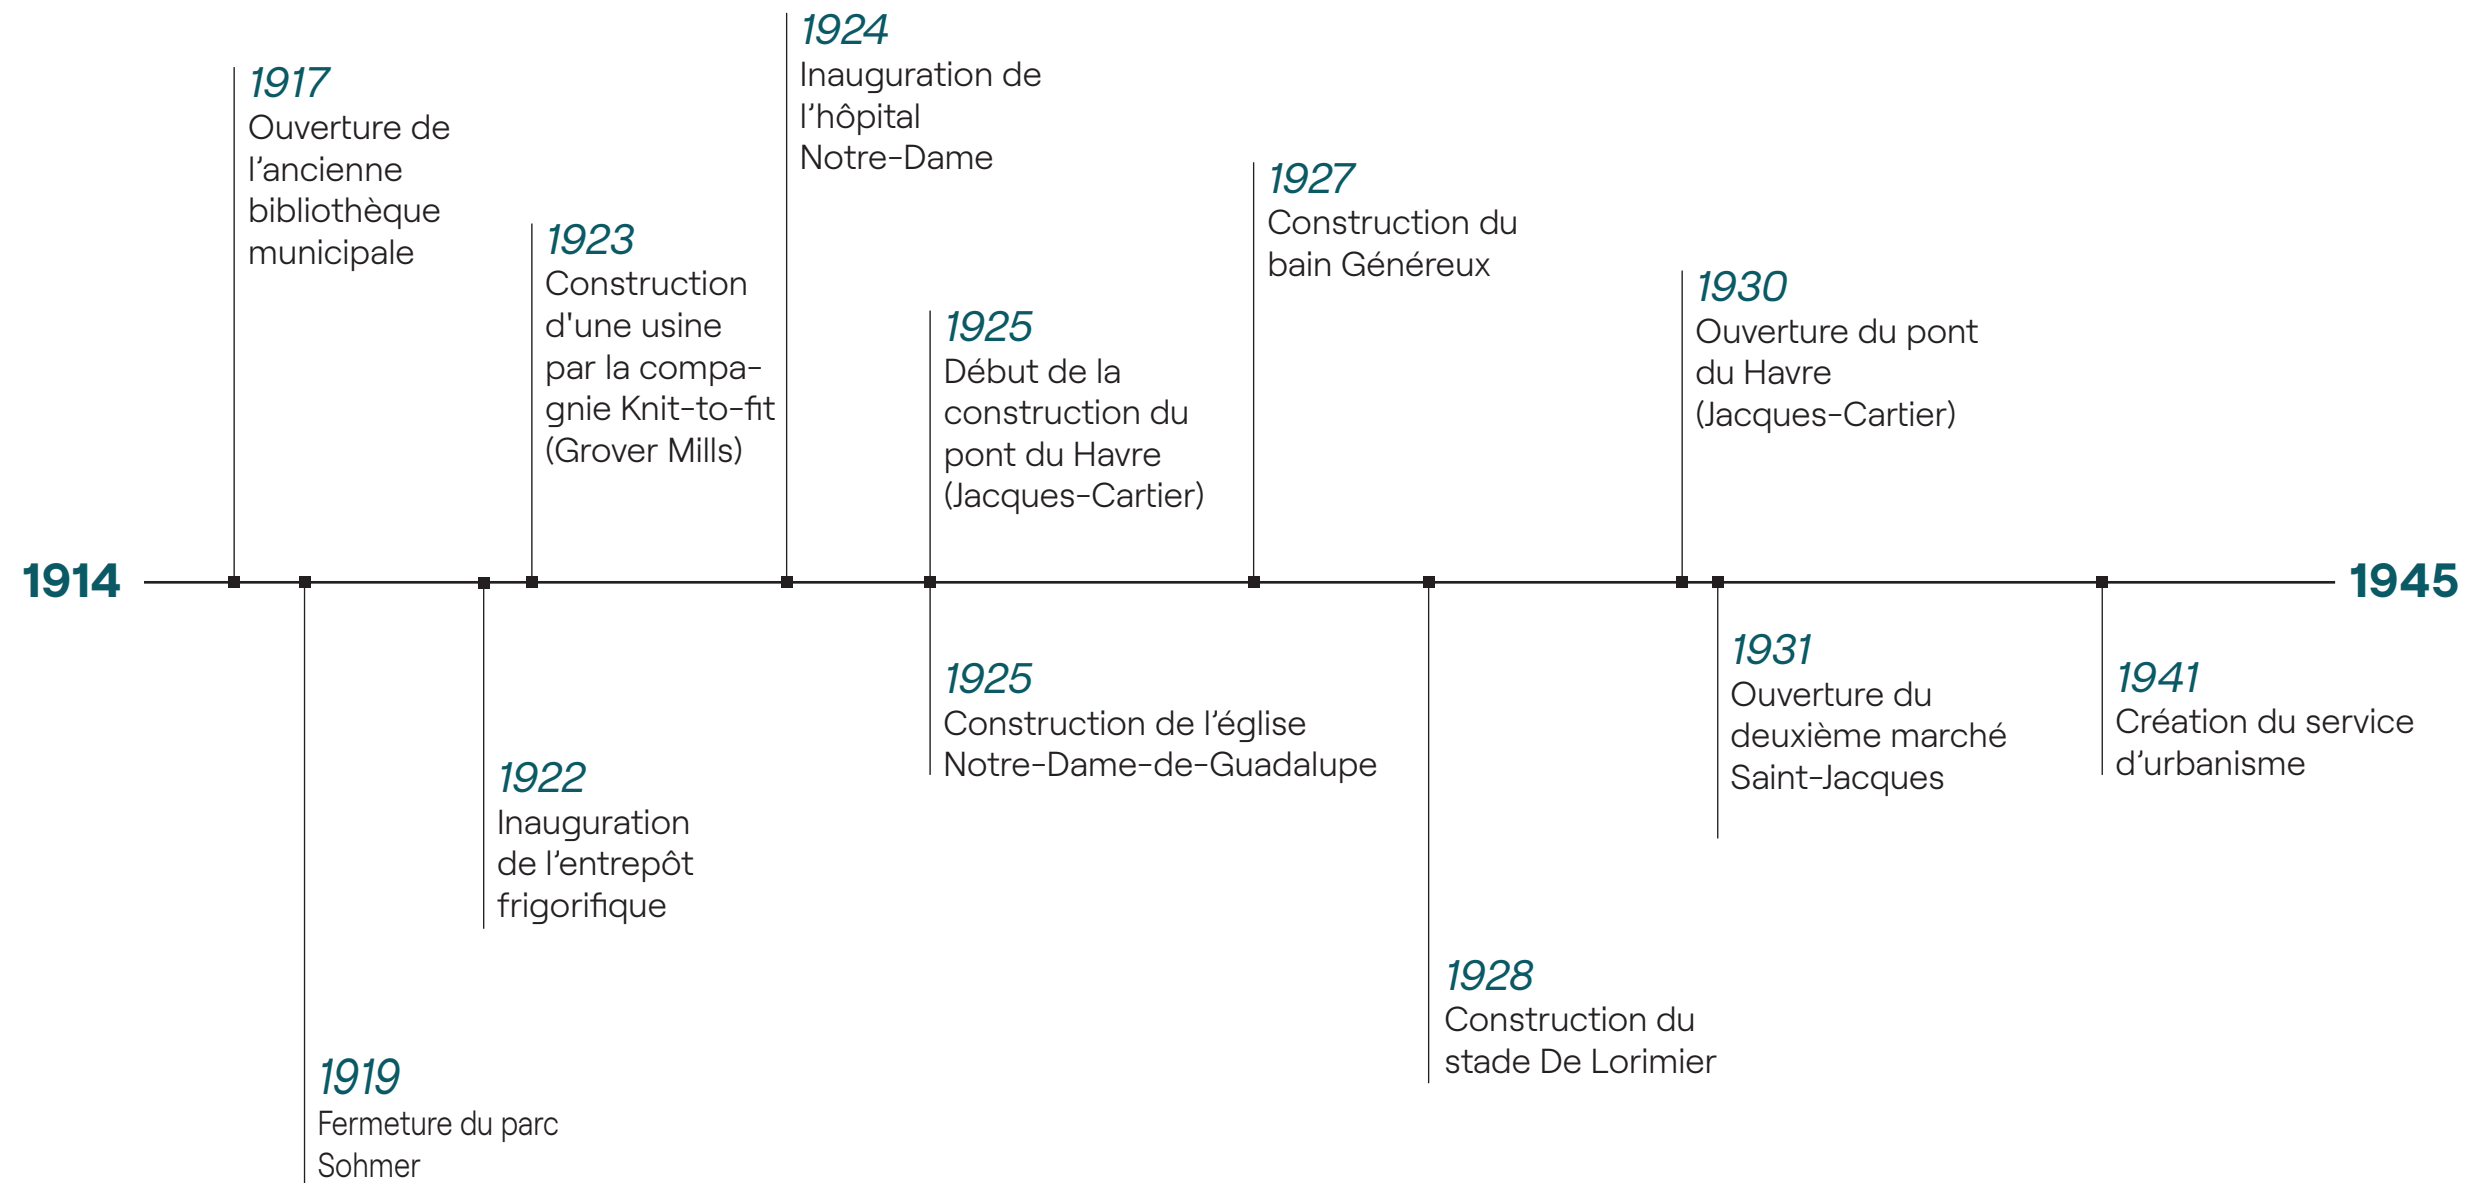 1914
1917
Ouverture de
l’ancienne
bibliothèque
municipale
1919
Fermeture du parc
Sohmer
1922
Inauguration
de l’entrepôt
frigorifique
1923
Construction
d'une usine
par la compa-
gnie Knit-to-fit
(Grover Mills)
1924
Inauguration de
l’hôpital
Notre-Dame
1925
Début de la
construction du
pont du Havre
(Jacques-Cartier)
1925
Construction de l’église
Notre-Dame-de-Guadalupe
1927
Construction du
bain Généreux
1928
Construction du
stade De Lorimier
1930
Ouverture du pont
du Havre
(Jacques-Cartier)
1931
Ouverture du
deuxième marché
Saint-Jacques
1941
Création du service
d’urbanisme
1945